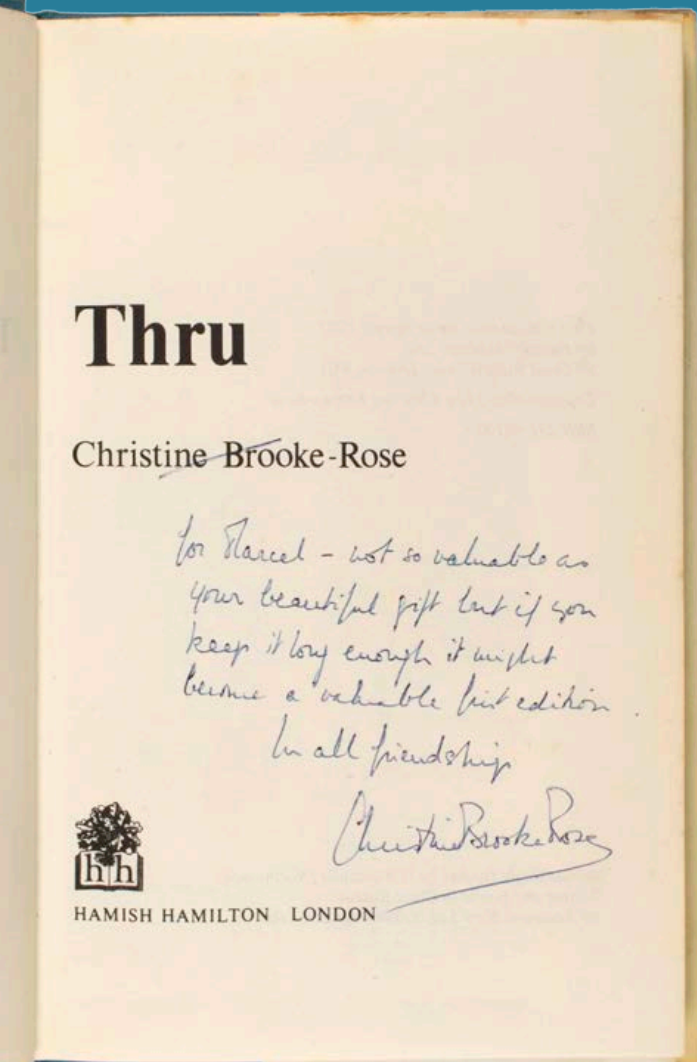 Thru
Christine Brooke-Rose
for Marcel – not so valuable as
your beautiful gift but if you
keep it long enough it might
become a valuable first edition.
In all friendship
Christine Brooke-Rose
h h
HAMISH HAMILTON LONDON